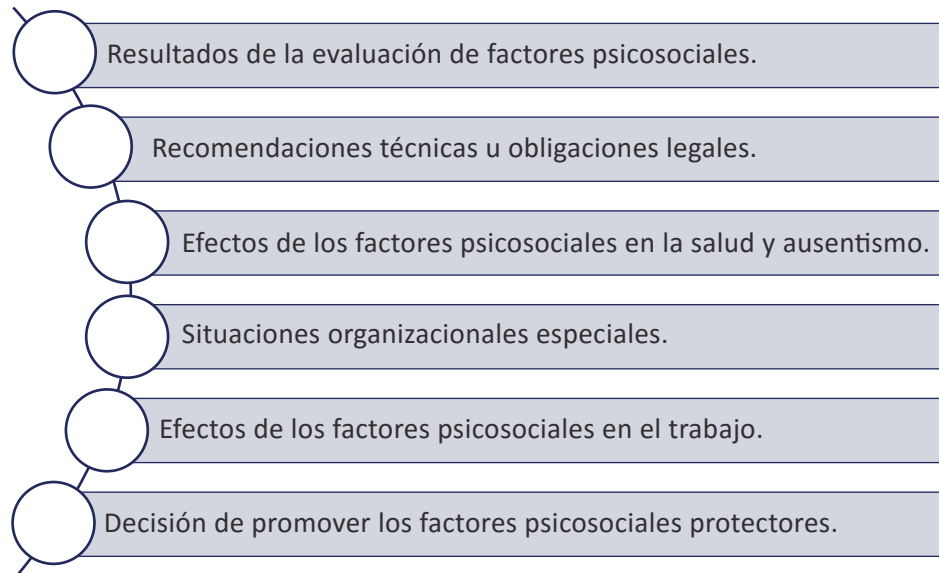 Resultados de la evaluación de factores psicosociales.
Recomendaciones técnicas u obligaciones legales.
Efectos de los factores psicosociales en la salud y ausentismo.
Situaciones organizacionales especiales.
Efectos de los factores psicosociales en el trabajo.
Decisión de promover los factores psicosociales protectores.